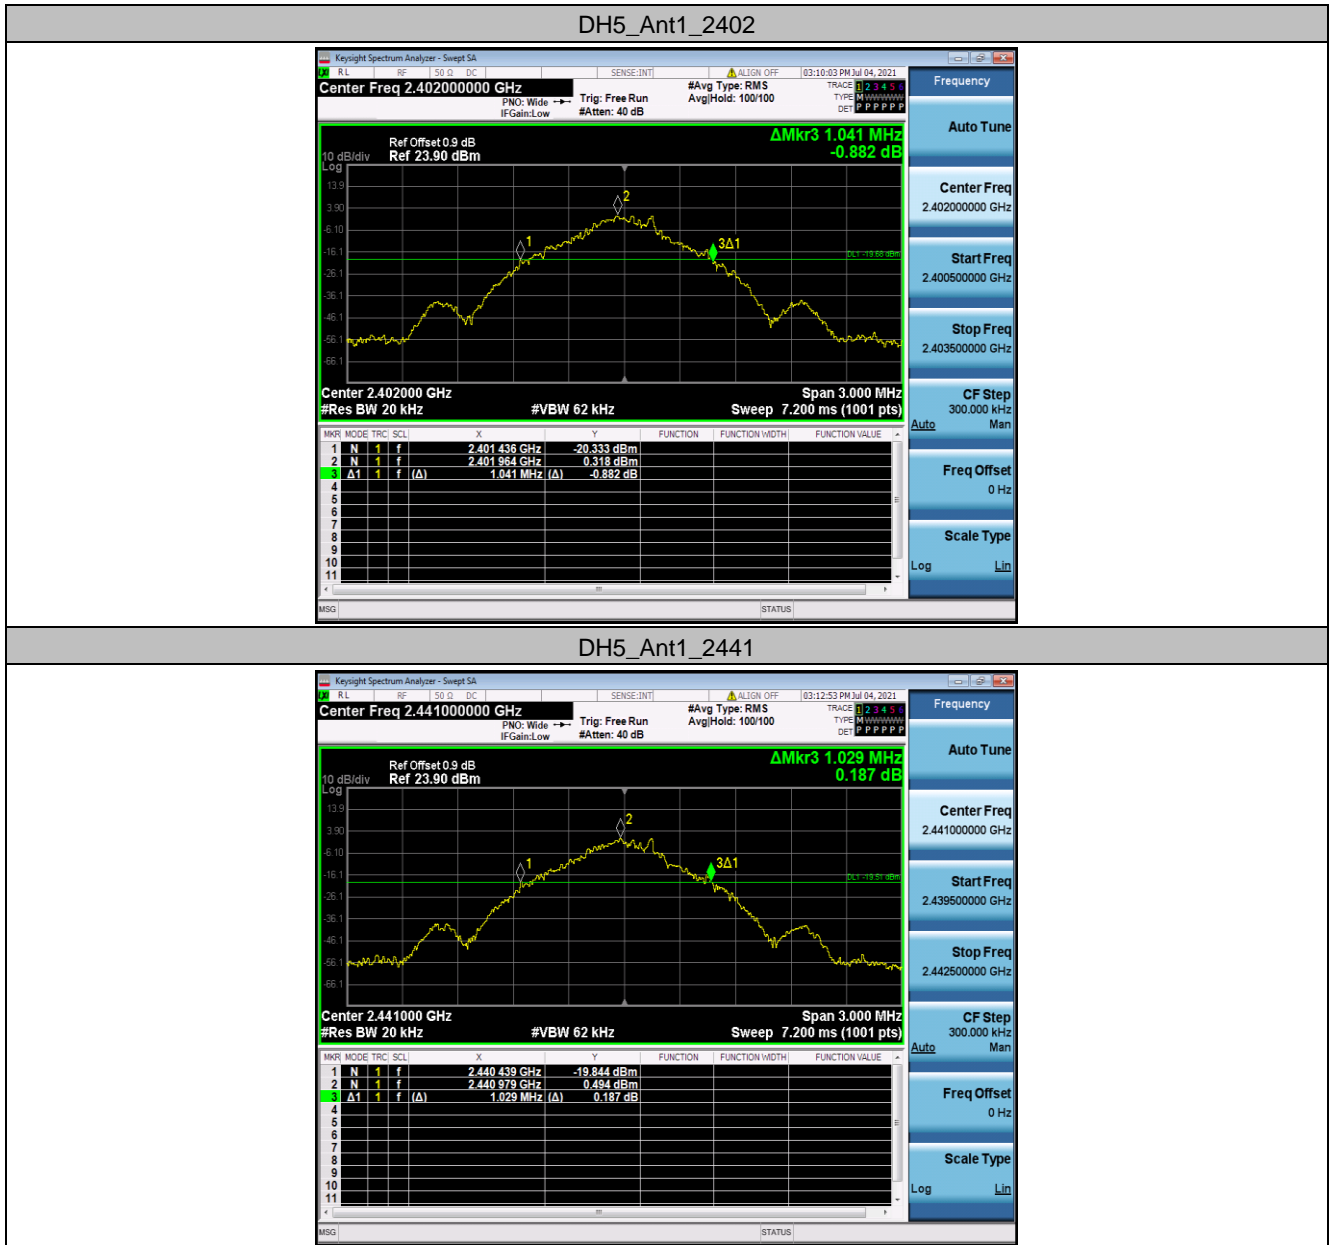 DH5_Ant1_2402
Keysight Spectrum Analyzer - Swept SA
RL RF 50 Ω DC SENSE:INT ALIGN OFF 03:10:03 PM Jul 04, 2021
Center Freq 2.402000000 GHz
PNO: Wide
IFGain:Low
Trig: Free Run
#Atten: 40 dB
#Avg Type: RMS
Avg|Hold: 100/100
TRACE 1 2 3 4 5 6
TYPE M WWWWW
DET P P P P P P
Frequency
Auto Tune
Center Freq
2.402000000 GHz
Start Freq
2.400500000 GHz
Stop Freq
2.403500000 GHz
CF Step
300.000 kHz
Auto Man
Freq Offset
0 Hz
Scale Type
Log Lin
ΔMkr3 1.041 MHz
-0.882 dB
Ref Offset 0.9 dB
10 dB/div Ref 23.90 dBm
Log
13.9
3.90
-6.10
-16.1
-26.1
-36.1
-46.1
-56.1
-66.1
1
2
3Δ1
DL1 -19.68 dBm
Center 2.402000 GHz Span 3.000 MHz
#Res BW 20 kHz #VBW 62 kHz Sweep 7.200 ms (1001 pts)
MKR MODE TRC SCL X Y FUNCTION FUNCTION WIDTH FUNCTION VALUE
1 N 1 f 2.401 436 GHz -20.333 dBm
2 N 1 f 2.401 964 GHz 0.318 dBm
3 Δ1 1 f (Δ) 1.041 MHz (Δ) -0.882 dB
4
5
6
7
8
9
10
11
MSG STATUS
DH5_Ant1_2441
Keysight Spectrum Analyzer - Swept SA
RL RF 50 Ω DC SENSE:INT ALIGN OFF 03:12:53 PM Jul 04, 2021
Center Freq 2.441000000 GHz
PNO: Wide
IFGain:Low
Trig: Free Run
#Atten: 40 dB
#Avg Type: RMS
Avg|Hold: 100/100
TRACE 1 2 3 4 5 6
TYPE M WWWWW
DET P P P P P P
Frequency
Auto Tune
Center Freq
2.441000000 GHz
Start Freq
2.439500000 GHz
Stop Freq
2.442500000 GHz
CF Step
300.000 kHz
Auto Man
Freq Offset
0 Hz
Scale Type
Log Lin
ΔMkr3 1.029 MHz
0.187 dB
Ref Offset 0.9 dB
10 dB/div Ref 23.90 dBm
Log
13.9
3.90
-6.10
-16.1
-26.1
-36.1
-46.1
-56.1
-66.1
1
2
3Δ1
DL1 -19.51 dBm
Center 2.441000 GHz Span 3.000 MHz
#Res BW 20 kHz #VBW 62 kHz Sweep 7.200 ms (1001 pts)
MKR MODE TRC SCL X Y FUNCTION FUNCTION WIDTH FUNCTION VALUE
1 N 1 f 2.440 439 GHz -19.844 dBm
2 N 1 f 2.440 979 GHz 0.494 dBm
3 Δ1 1 f (Δ) 1.029 MHz (Δ) 0.187 dB
4
5
6
7
8
9
10
11
MSG STATUS